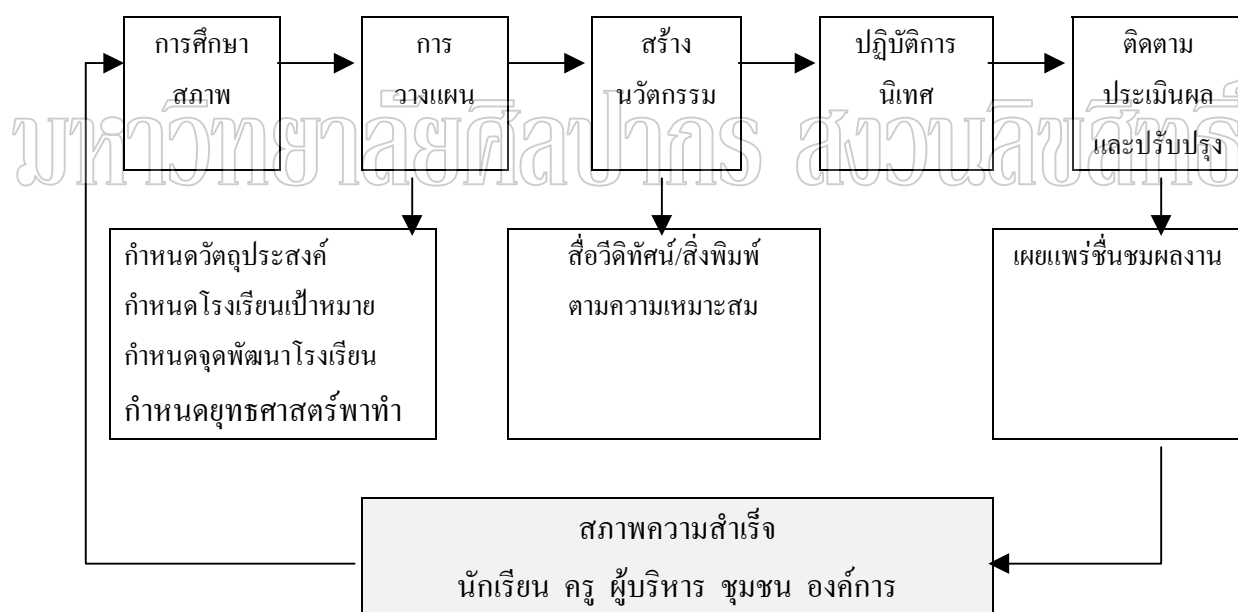 การศึกษา
สภาพ
การ
วางแผน
สร้าง
นวัตกรรม
ปฏิบัติการ
นิเทศ
ติดตาม
ประเมินผล
และปรับปรุง
มหาวิทยาลัยศิลปากร สงวนลิขสิทธิ์
กำหนดวัตถุประสงค์
กำหนดโรงเรียนเป้าหมาย
กำหนดจุดพัฒนาโรงเรียน
กำหนดยุทธศาสตร์พาทำ
สื่อวีดิทัศน์/สิ่งพิมพ์
ตามความเหมาะสม
เผยแพร่ชื่นชมผลงาน
สภาพความสำเร็จ
นักเรียน ครู ผู้บริหาร ชุมชน องค์การ